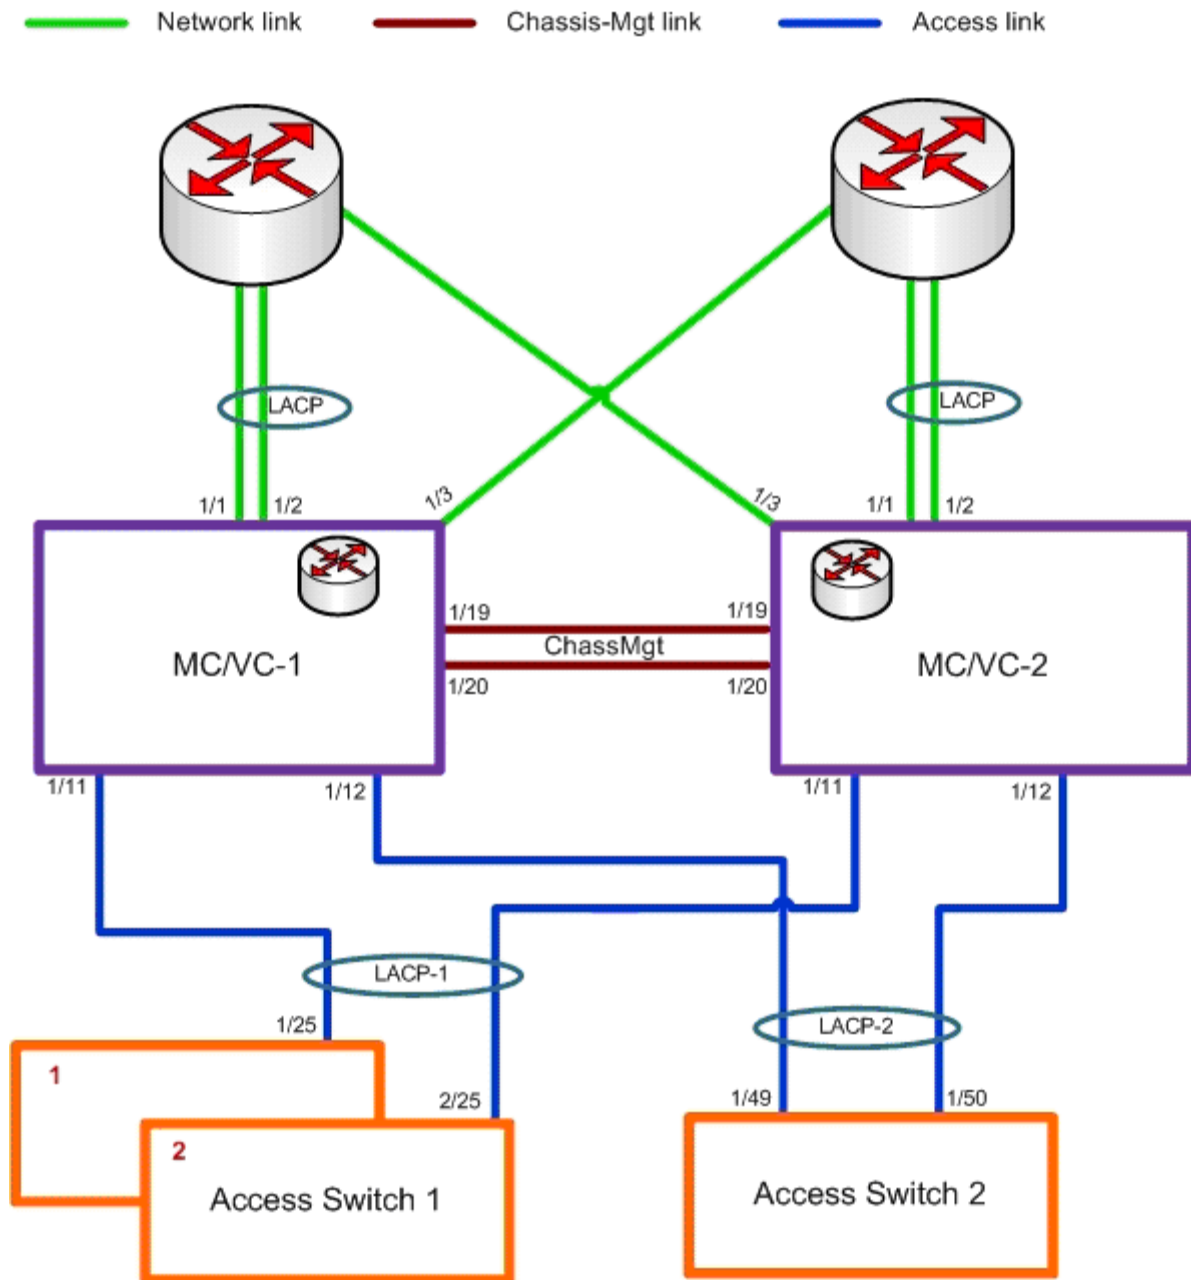 Network link
Chassis-Mgt link
Access link
LACP
LACP
1/1
1/2
1/3
1/3
1/1
1/2
1/19
1/19
ChassMgt
MC/VC-1
MC/VC-2
1/20
1/20
1/11
1/12
1/11
1/12
LACP-1
1/25
LACP-2
1
2/25
1/49
1/50
2
Access Switch 1
Access Switch 2